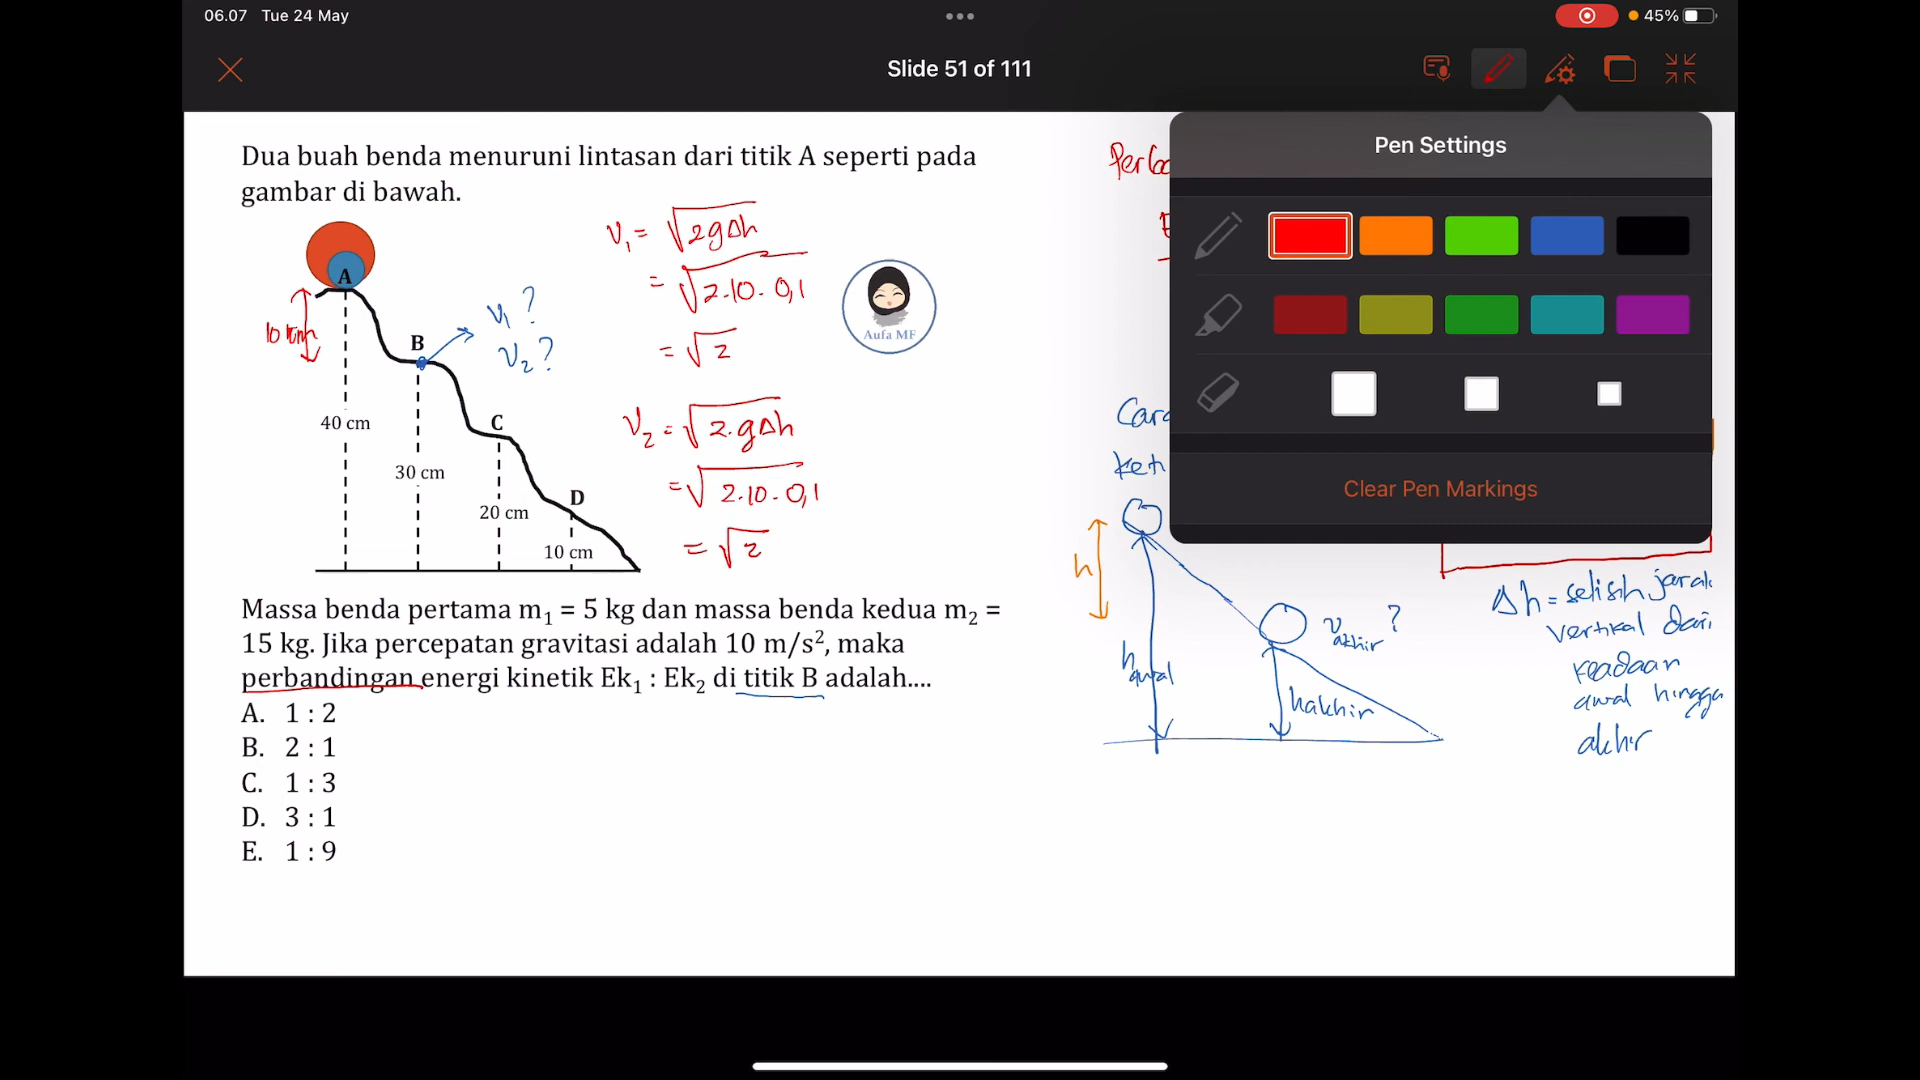 06.07 Tue 24 May
45%
Slide 51 of 111
Pen Settings
Clear Pen Markings
Dua buah benda menuruni lintasan dari titik A seperti pada
gambar di bawah.
A
B
C
D
40 cm
30 cm
20 cm
10 cm
v₁ ?
v₂ ?
v₁ = √2gΔh
= √2.10.0,1
= √2
Aufa MF
v₂ = √2.gΔh
= √2.10.0,1
= √2
Massa benda pertama m₁ = 5 kg dan massa benda kedua m₂ =
15 kg. Jika percepatan gravitasi adalah 10 m/s², maka
perbandingan energi kinetik Ek₁ : Ek₂ di titik B adalah....
A. 1 : 2
B. 2 : 1
C. 1 : 3
D. 3 : 1
E. 1 : 9
h
h awal
v akhir ?
hakhir
Δh = selisih jarak
vertikal dari
keadaan
awal hingga
akhir